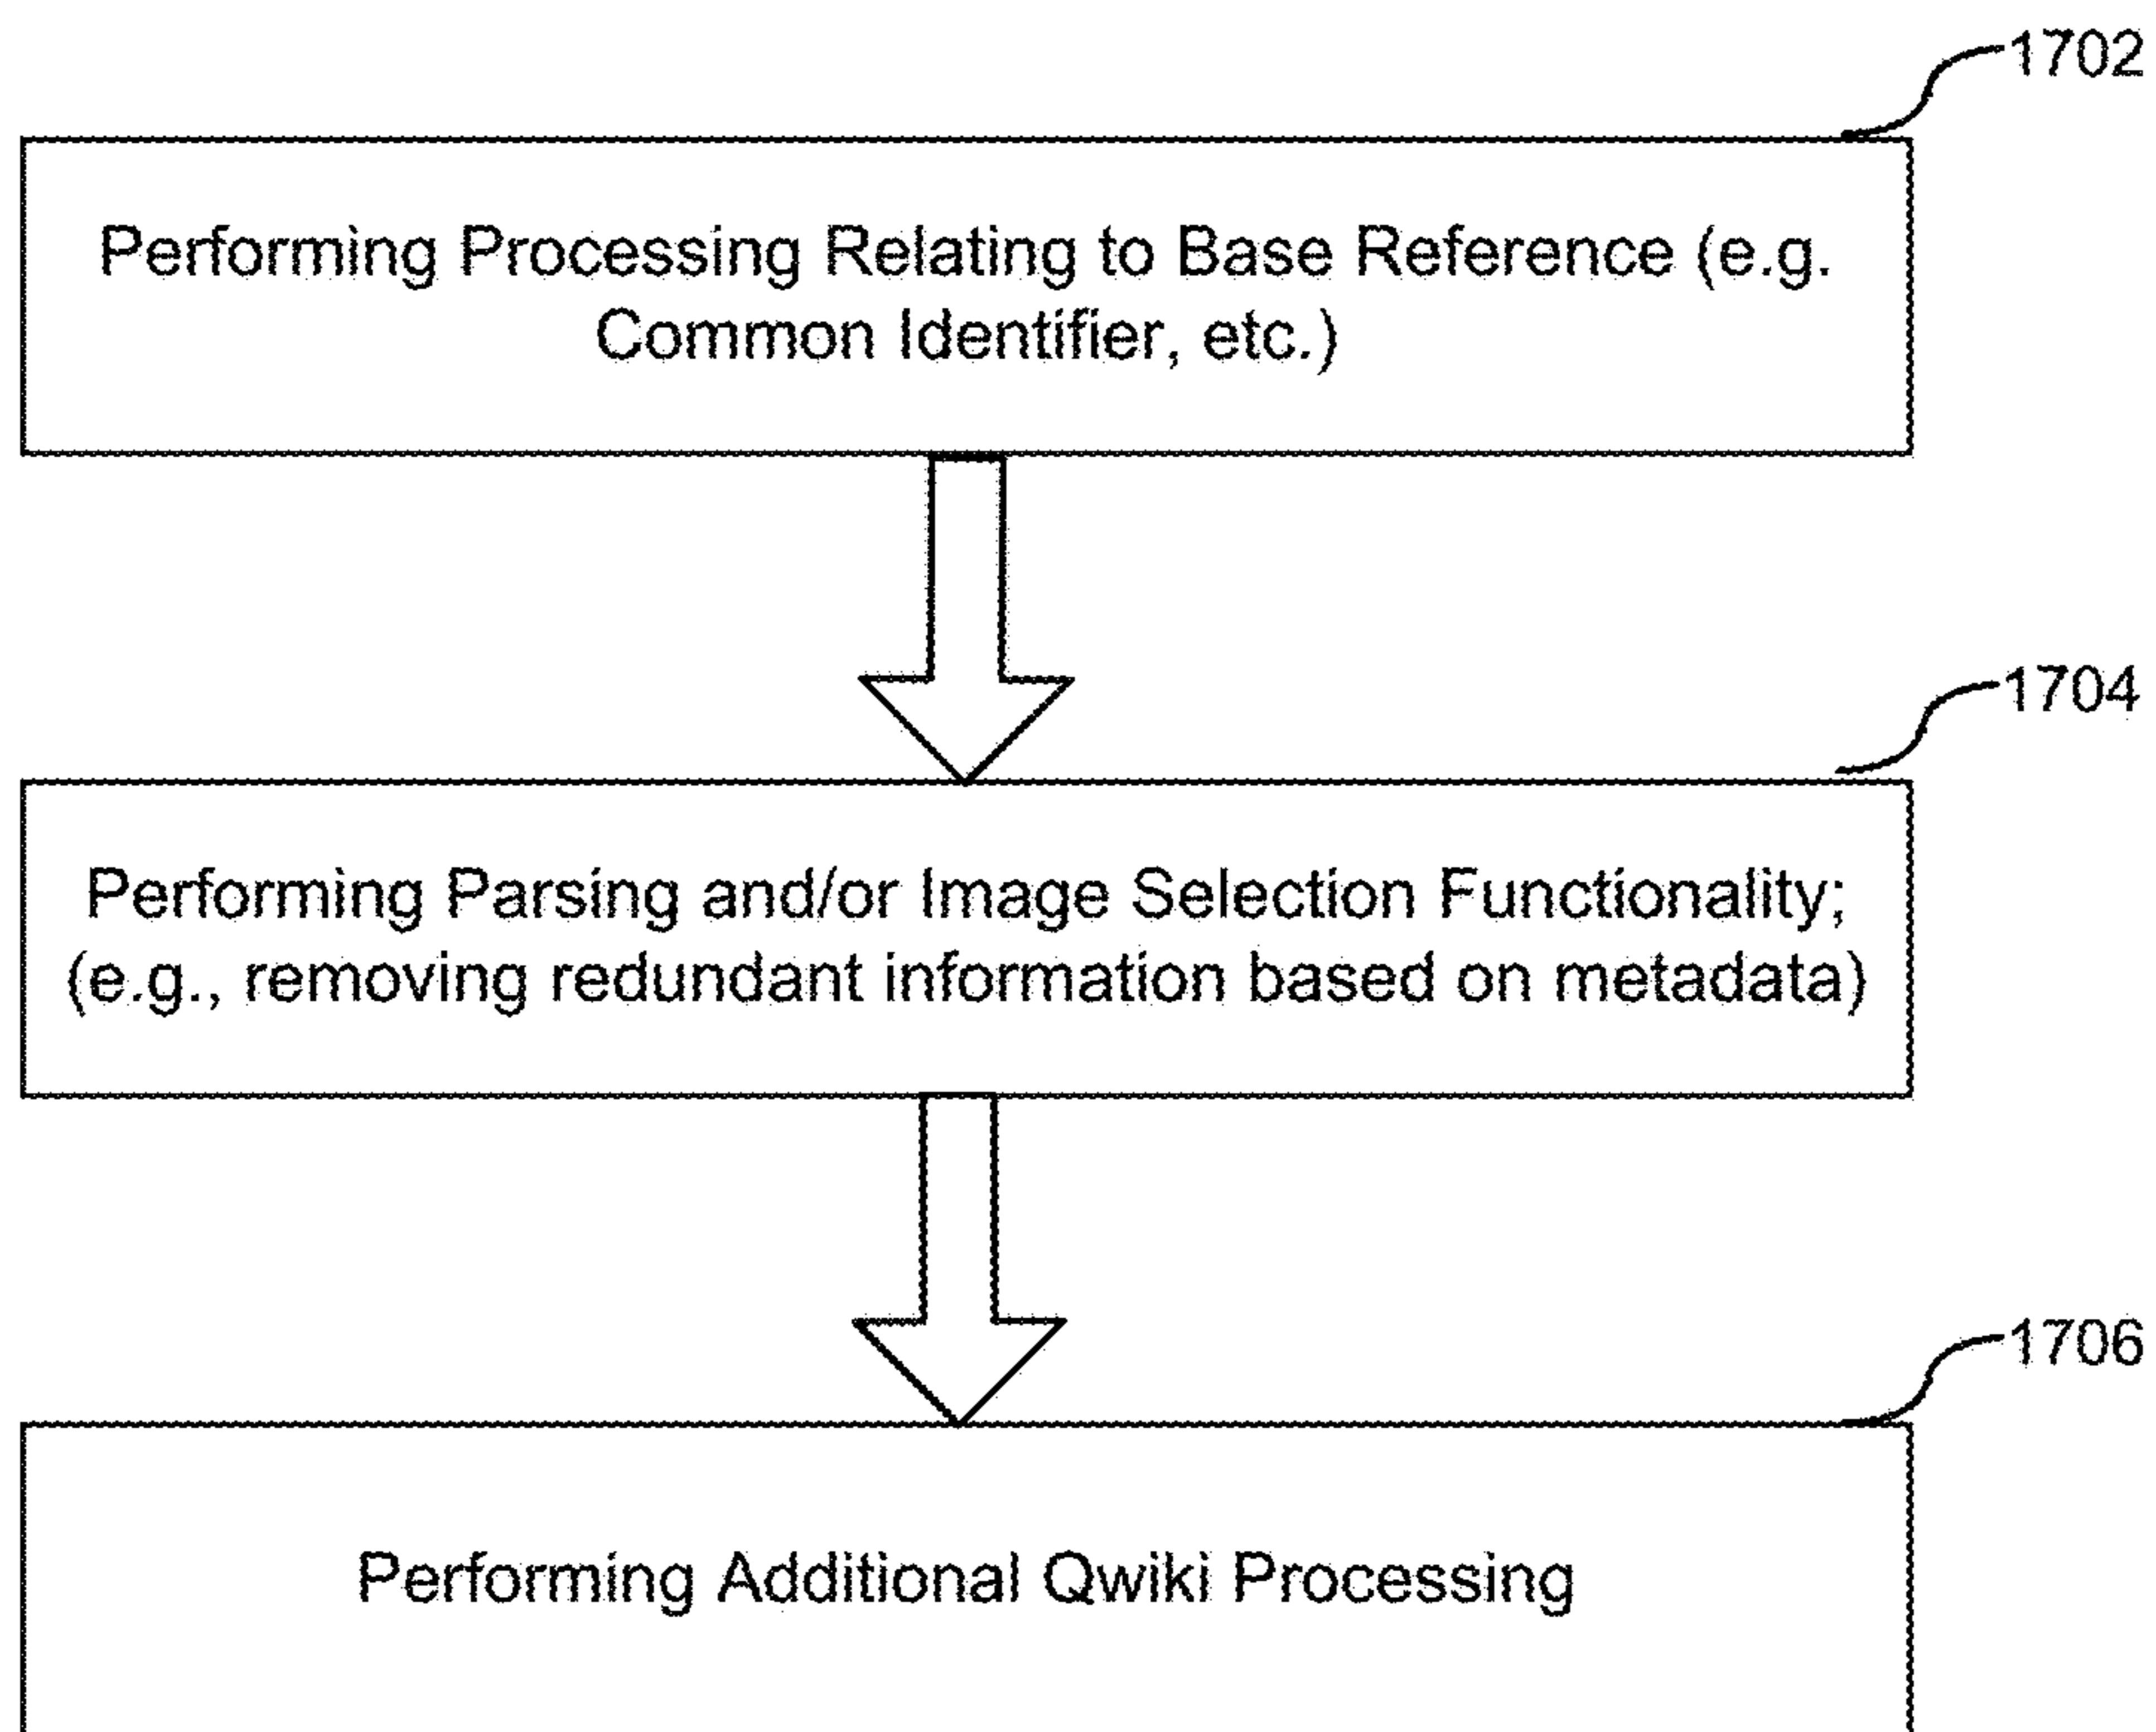 1702
Performing Processing Relating to Base Reference (e.g.
Common Identifier, etc.)
1704
Performing Parsing and/or Image Selection Functionality;
(e.g., removing redundant information based on metadata)
1706
Performing Additional Qwiki Processing